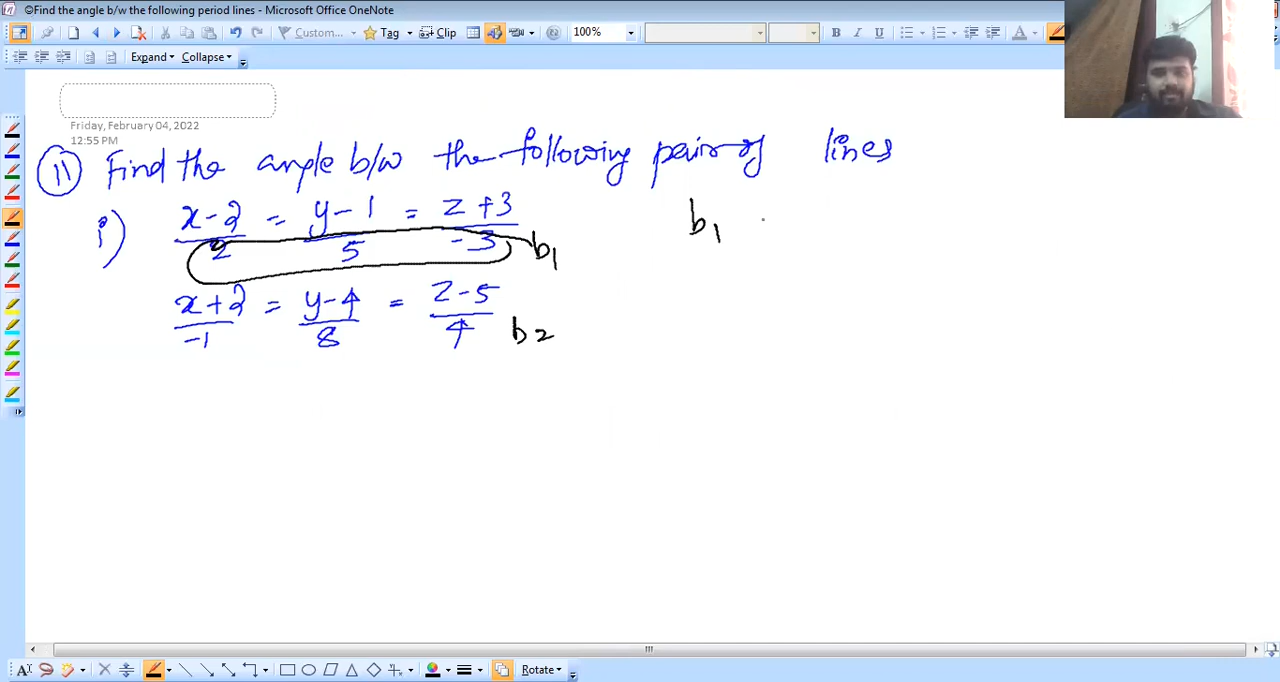 ©Find the angle b/w the following period lines - Microsoft Office OneNote
Custom... Tag Clip 100% B I U A
Expand Collapse
Friday, February 04, 2022
12:55 PM
11 Find the angle b/w the following pair of lines
i) x-2/2 = y-1/5 = z+3/-3 b1
b1
x+2/-1 = y-4/8 = z-5/4 b2
Rotate